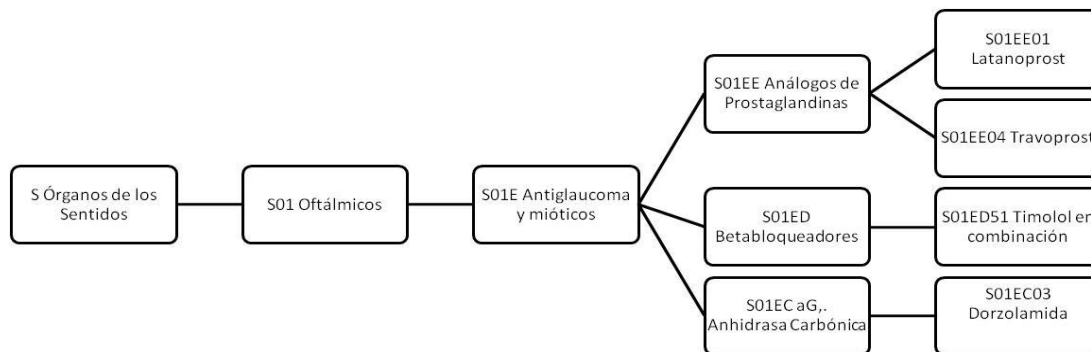 S Órganos de los
Sentidos
S01 Oftálmicos
S01E Antiglaucoma
y mióticos
S01EE Análogos de
Prostaglandinas
S01EE01
Latanoprost
S01EE04 Travoprost
S01ED
Betabloqueadores
S01ED51 Timolol en
combinación
S01EC aG,.
Anhidrasa Carbónica
S01EC03
Dorzolamida